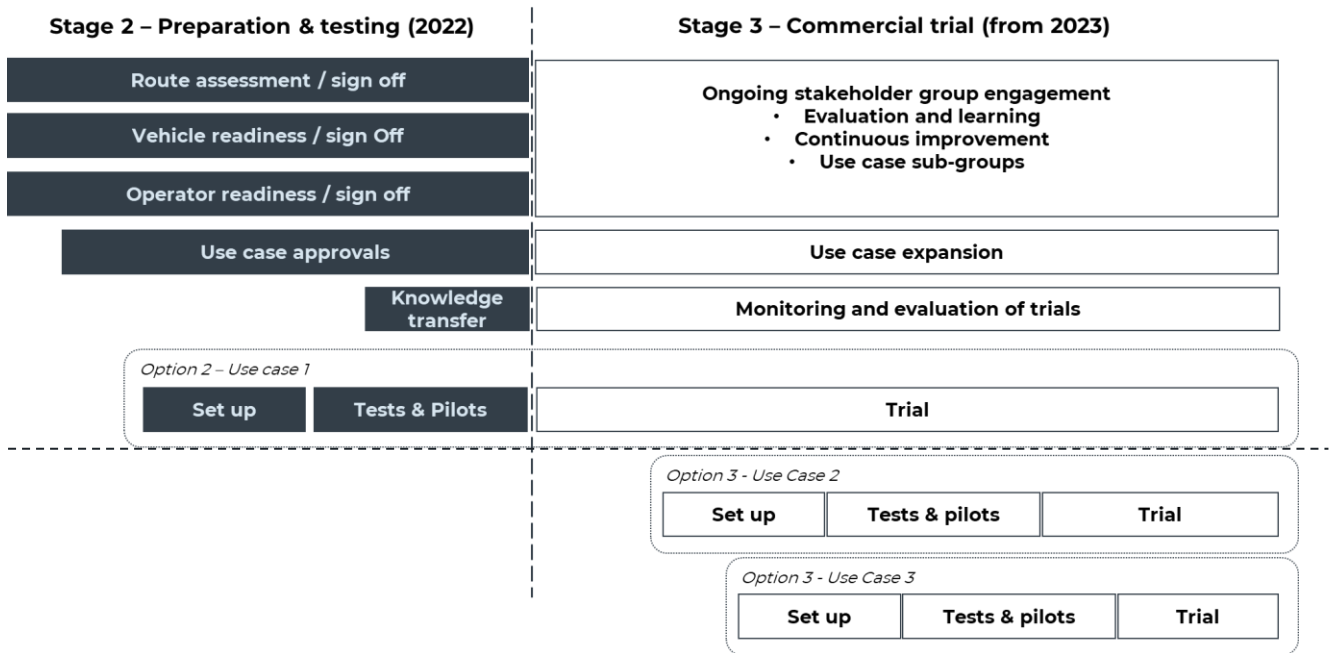 Stage 2 – Preparation & testing (2022)
Stage 3 – Commercial trial (from 2023)
Route assessment / sign off
Vehicle readiness / sign Off
Operator readiness / sign off
Ongoing stakeholder group engagement
• Evaluation and learning
• Continuous improvement
• Use case sub-groups
Use case approvals
Use case expansion
Knowledge
transfer
Monitoring and evaluation of trials
Option 2 – Use case 1
Set up
Tests & Pilots
Trial
Option 3 - Use Case 2
Set up
Tests & pilots
Trial
Option 3 - Use Case 3
Set up
Tests & pilots
Trial